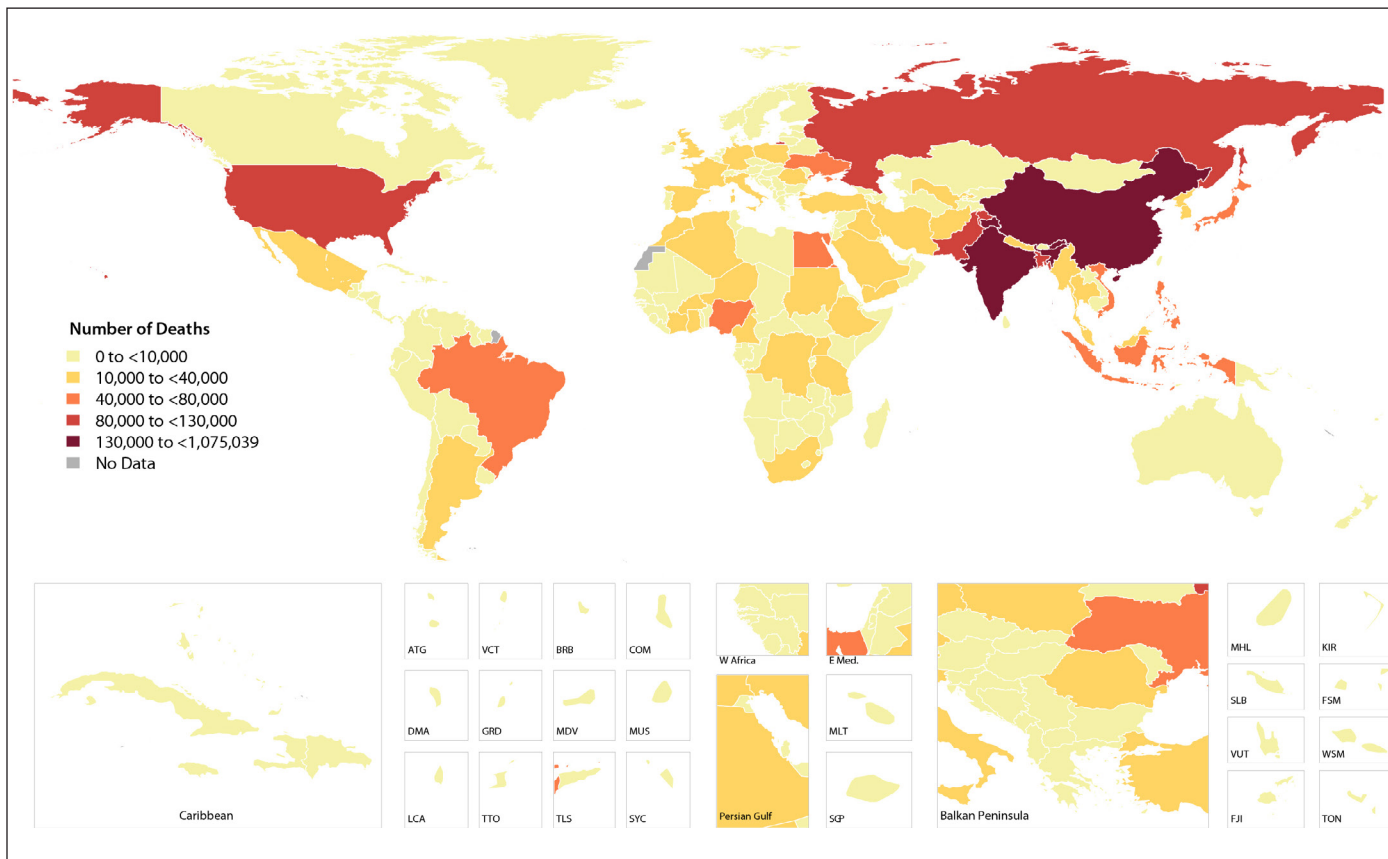 Number of Deaths
0 to <10,000
10,000 to <40,000
40,000 to <80,000
80,000 to <130,000
130,000 to <1,075,039
No Data
Caribbean
ATG
VCT
BRB
COM
DMA
GRD
MDV
MUS
LCA
TTO
TLS
SYC
W Africa
E Med.
Persian Gulf
MLT
SGP
Balkan Peninsula
MHL
KIR
SLB
FSM
VUT
WSM
FJI
TON